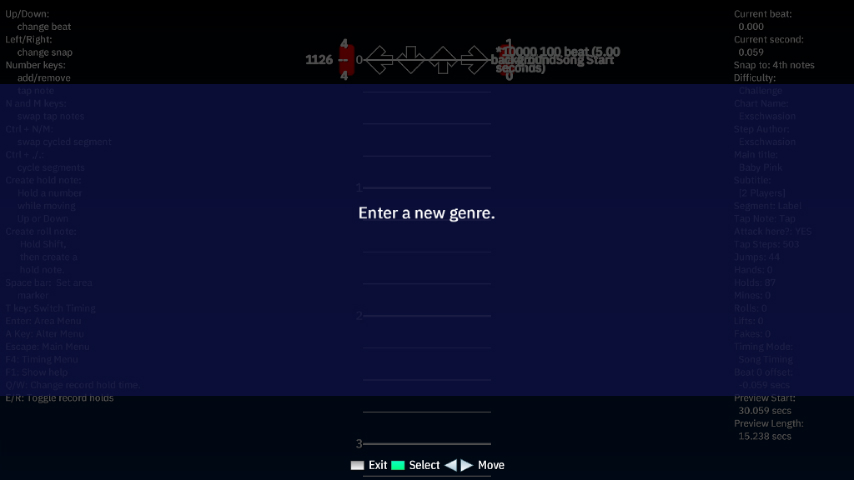 Up/Down:
change beat
Left/Right:
change snap
Number keys:
add/remove
tap note
N and M keys:
swap tap notes
Ctrl + N/M:
swap cycled segment
Ctrl + ,/.:
cycle segments
Create hold note:
Hold a number
while moving
Up or Down
Create roll note:
Hold Shift,
then create a
hold note.
Space bar: Set area
marker
T key: Switch Timing
Enter: Area Menu
A Key: Alter Menu
Escape: Main Menu
F4: Timing Menu
F1: Show help
Q/W: Change record hold time
E/R: Toggle record holds
4
1126 -- 0
4
1
*10000 100 beat (5.00
seconds)
0
1
2
3
Enter a new genre.
Current beat:
0.000
Current second:
0.059
Snap to: 4th notes
Difficulty:
Challenge
Chart Name:
Exschwasion
Step Author:
Exschwasion
Main title:
Baby Pink
Subtitle:
[2 Players]
Segment: Label
Tap Note: Tap
Attack here?: YES
Tap Steps: 503
Jumps: 44
Hands: 0
Holds: 87
Mines: 9
Rolls: 0
Lifts: 6
Fakes: 0
Timing Mode:
Song Timing
Beat 0 offset:
-0.059 secs
Preview Start:
30.059 secs
Preview Length:
15.238 secs
Exit Select Move